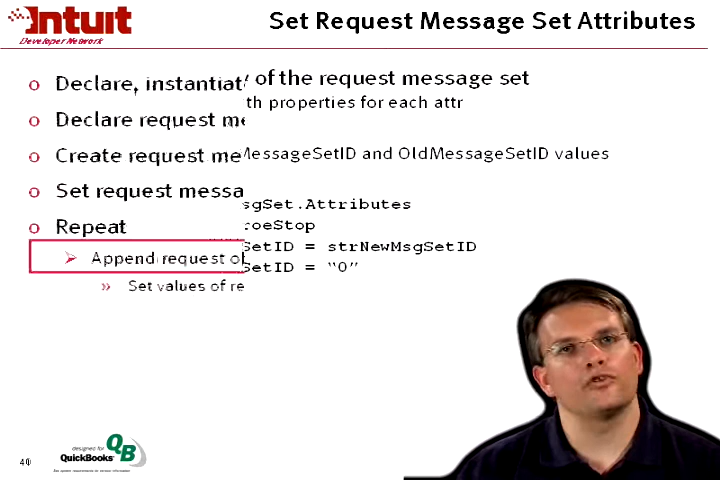 Intuit
Developer Network
Set Request Message Set Attributes
o Declare, instantiat
y of the request message set
th properties for each attr
o Declare request me
o Create request me
MessageSetID and OldMessageSetID values
o Set request messa
sgSet.Attributes
o Repeat
roeStop
SetID = strNewMsgSetID
Append request ob
SetID = "0"
» Set values of re
designed for
QuickBooks
QB